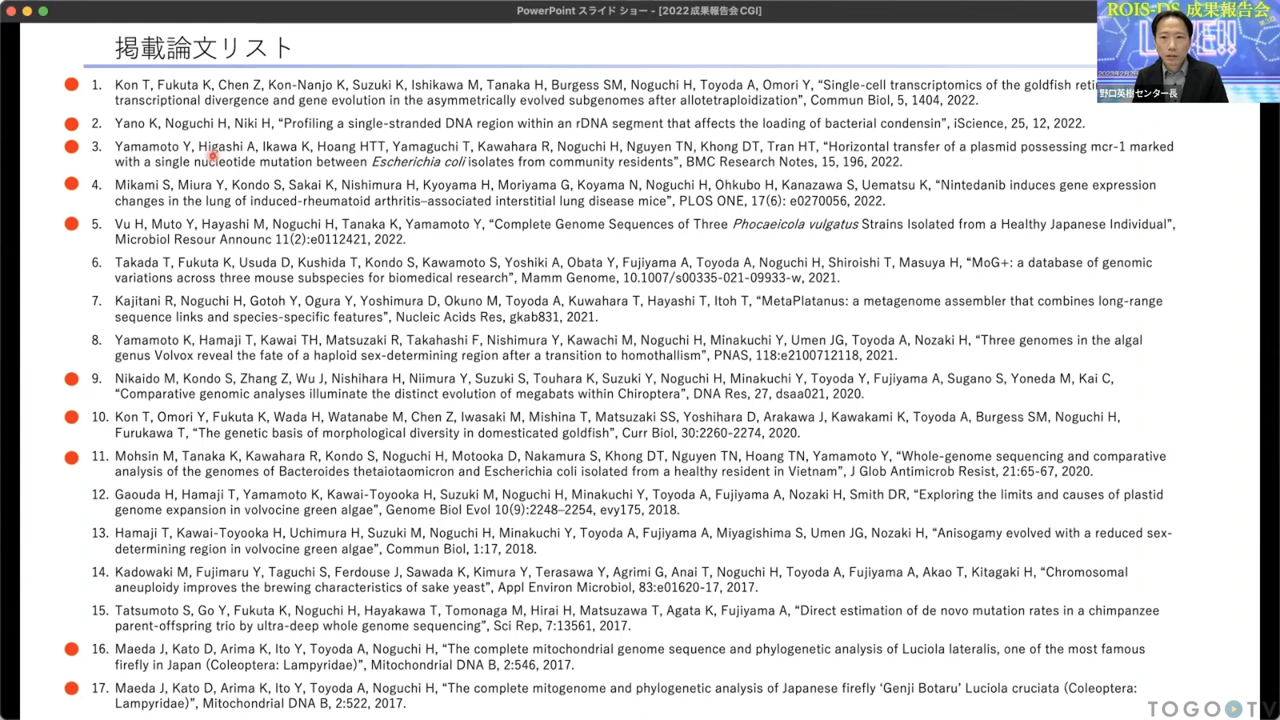 PowerPoint スライド ショー - [2022成果報告会CGI]
ROIS-DS 成果報告会
LIVE!!
野口英樹センター長
掲載論文リスト
1. Kon T, Fukuta K, Chen Z, Kon-Nanjo K, Suzuki K, Ishikawa M, Tanaka H, Burgess SM, Noguchi H, Toyoda A, Omori Y, “Single-cell transcriptomics of the goldfish
transcriptional divergence and gene evolution in the asymmetrically evolved subgenomes after allotetraploidization”, Commun Biol, 5, 1404, 2022.
2. Yano K, Noguchi H, Niki H, “Profiling a single-stranded DNA region within an rDNA segment that affects the loading of bacterial condensin”, iScience, 25, 12, 2022.
3. Yamamoto Y, Higashi A, Ikawa K, Hoang HTT, Yamaguchi T, Kawahara R, Noguchi H, Nguyen TN, Khong DT, Tran HT, “Horizontal transfer of a plasmid possessing mcr-1 marked
with a single nucleotide mutation between Escherichia coli isolates from community residents”, BMC Research Notes, 15, 196, 2022.
4. Mikami S, Miura Y, Kondo S, Sakai K, Nishimura H, Kyoyama H, Moriyama G, Koyama N, Noguchi H, Ohkubo H, Kanazawa S, Uematsu K, “Nintedanib induces gene expression
changes in the lung of induced-rheumatoid arthritis–associated interstitial lung disease mice”, PLOS ONE, 17(6): e0270056, 2022.
5. Vu H, Muto Y, Hayashi M, Noguchi H, Tanaka K, Yamamoto Y, “Complete Genome Sequences of Three Phocaeicola vulgatus Strains Isolated from a Healthy Japanese Individual”,
Microbiol Resour Announc 11(2):e0112421, 2022.
6. Takada T, Fukuta K, Usuda D, Kushida T, Kondo S, Kawamoto S, Yoshiki A, Obata Y, Fujiyama A, Toyoda A, Noguchi H, Shiroishi T, Masuya H, “MoG+: a database of genomic
variations across three mouse subspecies for biomedical research”, Mamm Genome, 10.1007/s00335-021-09933-w, 2021.
7. Kajitani R, Noguchi H, Gotoh Y, Ogura Y, Yoshimura D, Okuno M, Toyoda A, Kuwahara T, Hayashi T, Itoh T, “MetaPlatanus: a metagenome assembler that combines long-range
sequence links and species-specific features”, Nucleic Acids Res, gkab831, 2021.
8. Yamamoto K, Hamaji T, Kawai TH, Matsuzaki R, Takahashi F, Nishimura Y, Kawachi M, Noguchi H, Minakuchi Y, Umen JG, Toyoda A, Nozaki H, “Three genomes in the algal
genus Volvox reveal the fate of a haploid sex-determining region after a transition to homothallism”, PNAS, 118:e2100712118, 2021.
9. Nikaido M, Kondo S, Zhang Z, Wu J, Nishihara H, Niimura Y, Suzuki S, Touhara K, Suzuki Y, Noguchi H, Minakuchi Y, Toyoda Y, Fujiyama A, Sugano S, Yoneda M, Kai C,
“Comparative genomic analyses illuminate the distinct evolution of megabats within Chiroptera”, DNA Res, 27, dsaa021, 2020.
10. Kon T, Omori Y, Fukuta K, Wada H, Watanabe M, Chen Z, Iwasaki M, Mishina T, Matsuzaki SS, Yoshihara D, Arakawa J, Kawakami K, Toyoda A, Burgess SM, Noguchi H,
Furukawa T, “The genetic basis of morphological diversity in domesticated goldfish”, Curr Biol, 30:2260-2274, 2020.
11. Mohsin M, Tanaka K, Kawahara R, Kondo S, Noguchi H, Motooka D, Nakamura S, Khong DT, Nguyen TN, Hoang TN, Yamamoto Y, “Whole-genome sequencing and comparative
analysis of the genomes of Bacteroides thetaiotaomicron and Escherichia coli isolated from a healthy resident in Vietnam”, J Glob Antimicrob Resist, 21:65-67, 2020.
12. Gaouda H, Hamaji T, Yamamoto K, Kawai-Toyooka H, Suzuki M, Noguchi H, Minakuchi Y, Toyoda A, Fujiyama A, Nozaki H, Smith DR, “Exploring the limits and causes of plastid
genome expansion in volvocine green algae”, Genome Biol Evol 10(9):2248–2254, evy175, 2018.
13. Hamaji T, Kawai-Toyooka H, Uchimura H, Suzuki M, Noguchi H, Minakuchi Y, Toyoda A, Fujiyama A, Miyagishima S, Umen JG, Nozaki H, “Anisogamy evolved with a reduced sex-
determining region in volvocine green algae”, Commun Biol, 1:17, 2018.
14. Kadowaki M, Fujimaru Y, Taguchi S, Ferdouse J, Sawada K, Kimura Y, Terasawa Y, Agrimi G, Anai T, Noguchi H, Toyoda A, Fujiyama A, Akao T, Kitagaki H, “Chromosomal
aneuploidy improves the brewing characteristics of sake yeast”, Appl Environ Microbiol, 83:e01620-17, 2017.
15. Tatsumoto S, Go Y, Fukuta K, Noguchi H, Hayakawa T, Tomonaga M, Hirai H, Matsuzawa T, Agata K, Fujiyama A, “Direct estimation of de novo mutation rates in a chimpanzee
parent-offspring trio by ultra-deep whole genome sequencing”, Sci Rep, 7:13561, 2017.
16. Maeda J, Kato D, Arima K, Ito Y, Toyoda A, Noguchi H, “The complete mitochondrial genome sequence and phylogenetic analysis of Luciola lateralis, one of the most famous
firefly in Japan (Coleoptera: Lampyridae)”, Mitochondrial DNA B, 2:546, 2017.
17. Maeda J, Kato D, Arima K, Ito Y, Toyoda A, Noguchi H, “The complete mitogenome and phylogenetic analysis of Japanese firefly ‘Genji Botaru’ Luciola cruciata (Coleoptera:
Lampyridae)”, Mitochondrial DNA B, 2:522, 2017.
TOGO TV